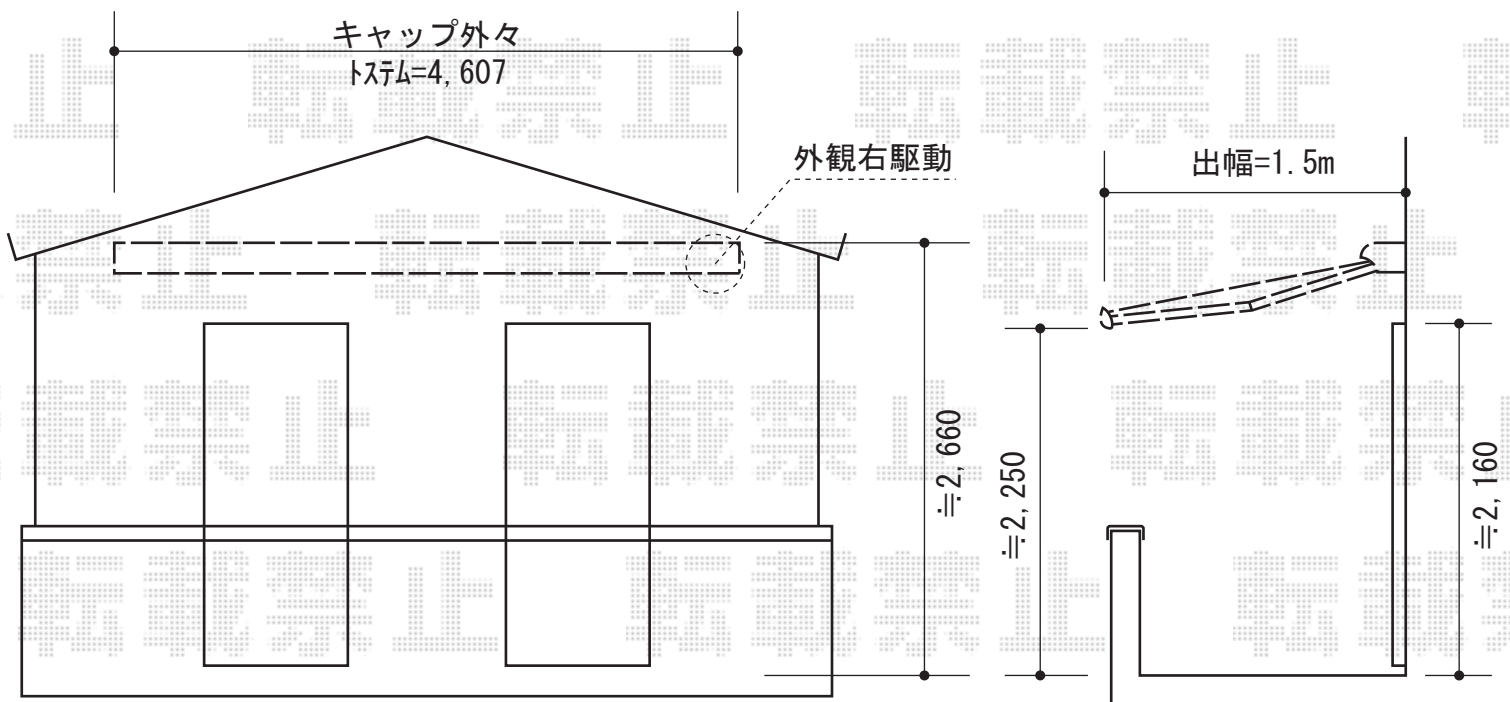 キャップ外々
ﾄｽﾃﾑ=4,607
外観右駆動
出幅=1.5m
≒2,660
≒2,250
≒2,160
転載禁止